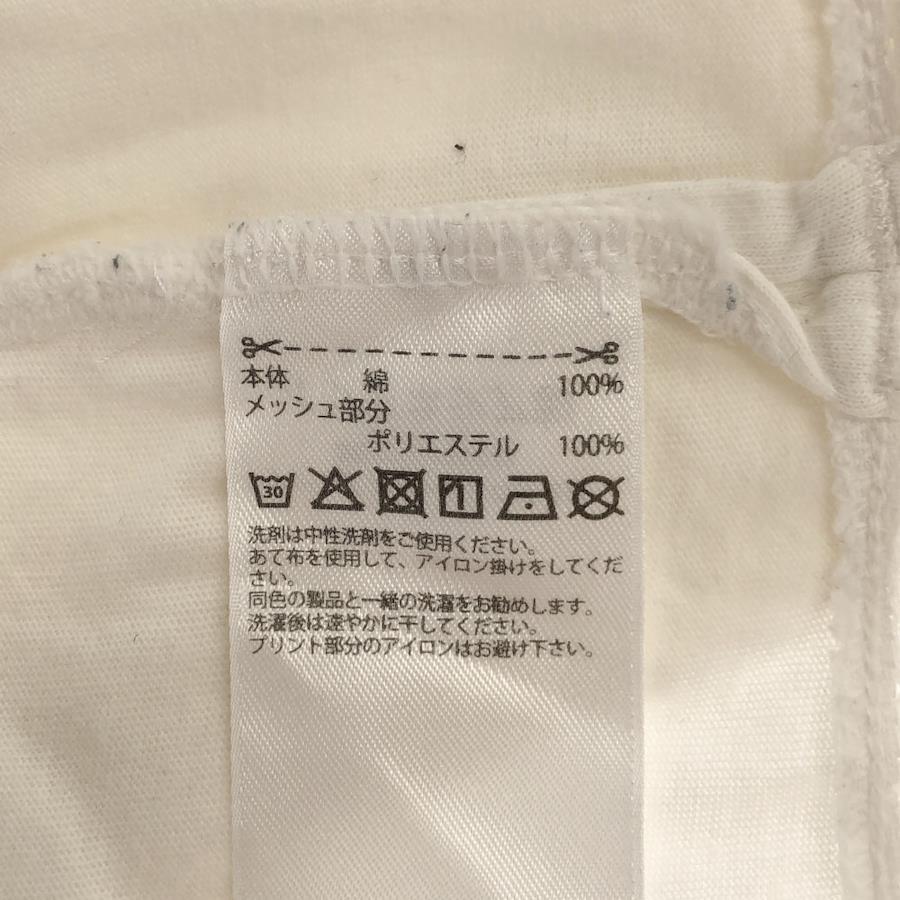 本体 綿 100%
メッシュ部分
ポリエステル 100%
30
洗剤は中性洗剤をご使用ください。
あて布を使用して、アイロン掛けをしてくだ
さい。
同色の製品と一緒の洗濯をお勧めします。
洗濯後は速やかに干してください。
プリント部分のアイロンはお避け下さい。